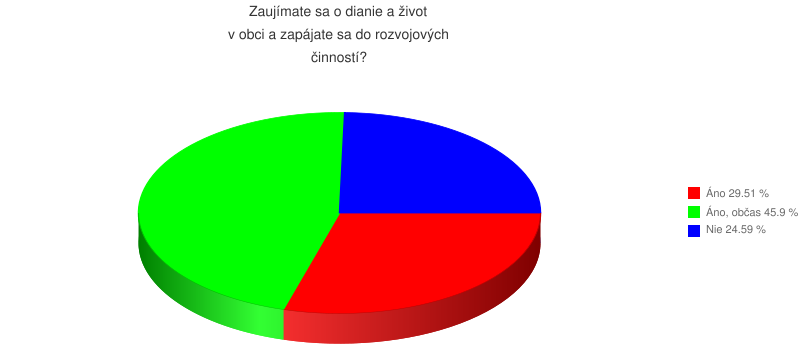 Zaujímate sa o dianie a život
v obci a zapájate sa do rozvojových
činností?
Áno 29.51 %
Áno, občas 45.9 %
Nie 24.59 %